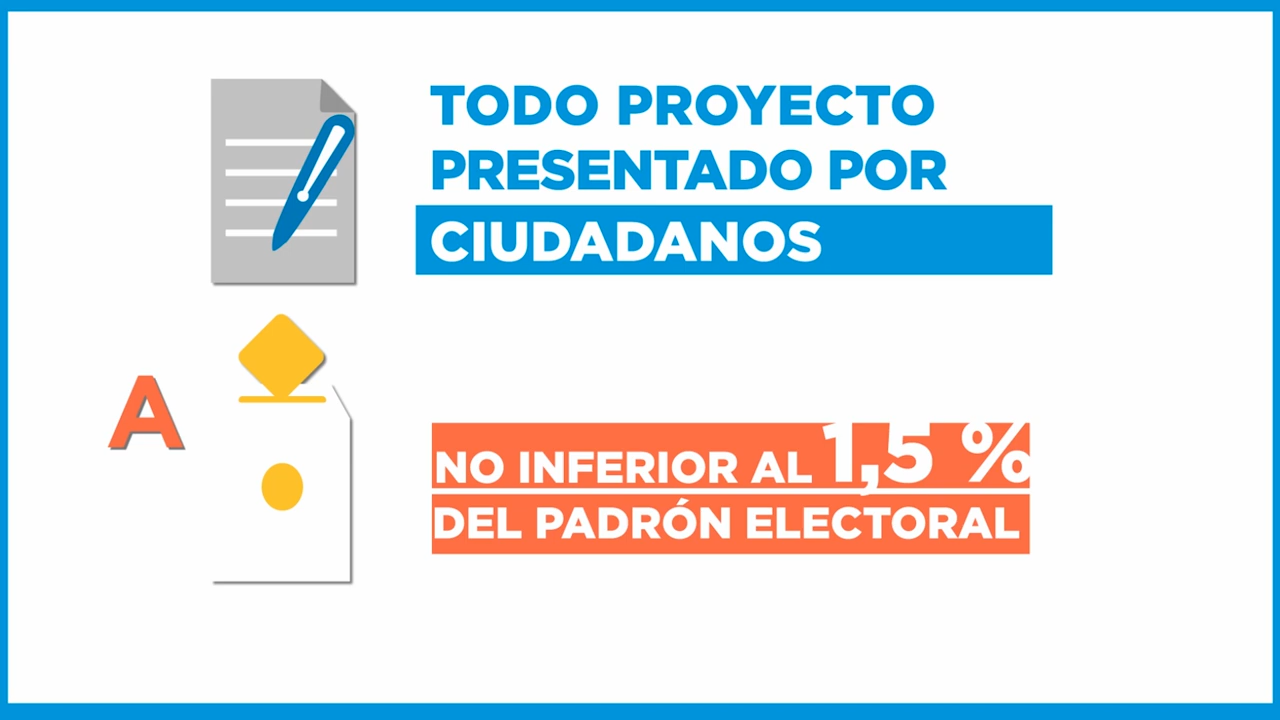 TODO PROYECTO
PRESENTADO POR
CIUDADANOS
A
NO INFERIOR AL 1,5 %
DEL PADRÓN ELECTORAL